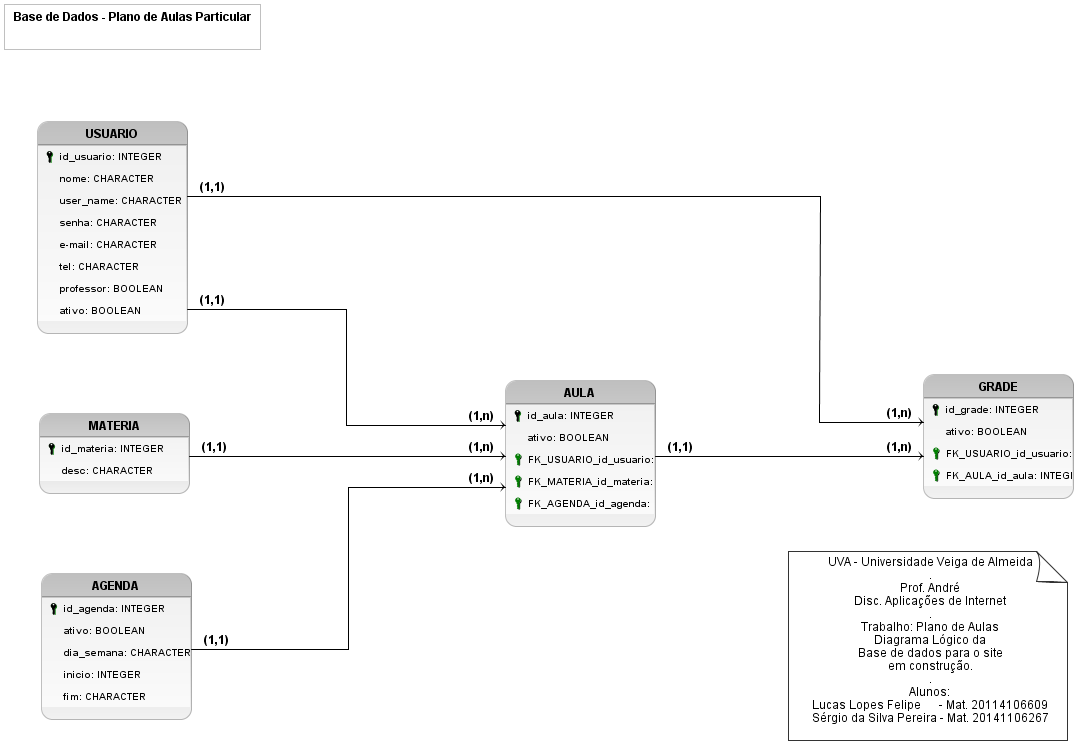 Base de Dados - Plano de Aulas Particular
USUARIO
id_usuario: INTEGER
nome: CHARACTER
user_name: CHARACTER
senha: CHARACTER
e-mail: CHARACTER
tel: CHARACTER
professor: BOOLEAN
ativo: BOOLEAN
(1,1)
(1,1)
MATERIA
id_materia: INTEGER
desc: CHARACTER
(1,1)
AGENDA
id_agenda: INTEGER
ativo: BOOLEAN
dia_semana: CHARACTER
inicio: INTEGER
fim: CHARACTER
(1,1)
(1,n)
(1,n)
(1,n)
AULA
id_aula: INTEGER
ativo: BOOLEAN
FK_USUARIO_id_usuario:
FK_MATERIA_id_materia:
FK_AGENDA_id_agenda:
(1,1)
(1,n)
(1,n)
GRADE
id_grade: INTEGER
ativo: BOOLEAN
FK_USUARIO_id_usuario:
FK_AULA_id_aula: INTEGI
UVA - Universidade Veiga de Almeida
.
Prof. André
Disc. Aplicações de Internet
.
Trabalho: Plano de Aulas
Diagrama Lógico da
Base de dados para o site
em construção.
.
Alunos:
Lucas Lopes Felipe - Mat. 20114106609
Sérgio da Silva Pereira - Mat. 20141106267